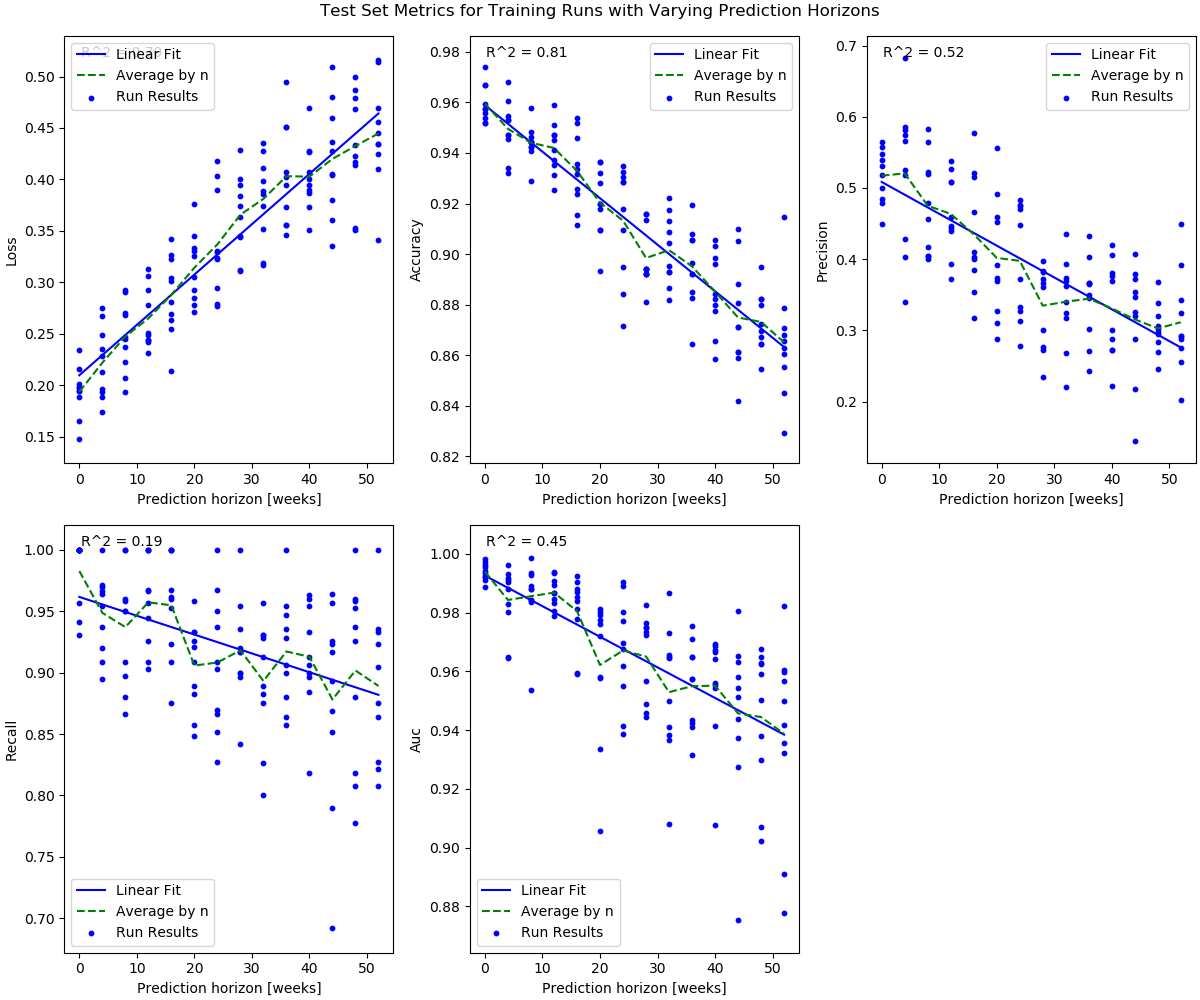 Test Set Metrics for Training Runs with Varying Prediction Horizons
R^2 =
Linear Fit
Average by n
Run Results
0.50
0.45
0.40
0.35
0.30
0.25
0.20
0.15
Loss
0 10 20 30 40 50
Prediction horizon [weeks]
R^2 = 0.81
Linear Fit
Average by n
Run Results
0.98
0.96
0.94
0.92
0.90
0.88
0.86
0.84
0.82
Accuracy
0 10 20 30 40 50
Prediction horizon [weeks]
R^2 = 0.52
Linear Fit
Average by n
Run Results
0.7
0.6
0.5
0.4
0.3
0.2
Precision
0 10 20 30 40 50
Prediction horizon [weeks]
R^2 = 0.19
1.00
0.95
0.90
0.85
0.80
0.75
0.70
Recall
Linear Fit
Average by n
Run Results
0 10 20 30 40 50
Prediction horizon [weeks]
R^2 = 0.45
1.00
0.98
0.96
0.94
0.92
0.90
0.88
Auc
Linear Fit
Average by n
Run Results
0 10 20 30 40 50
Prediction horizon [weeks]